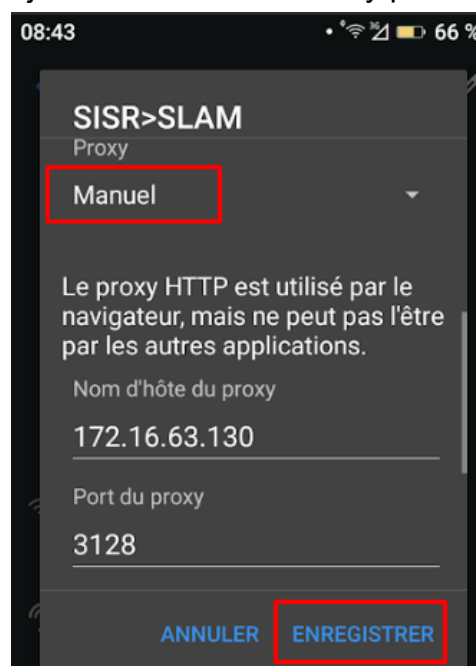 08:43
66 %
SISR>SLAM
Proxy
Manuel
Le proxy HTTP est utilisé par le
navigateur, mais ne peut pas l'être
par les autres applications.
Nom d'hôte du proxy
172.16.63.130
Port du proxy
3128
ANNULER ENREGISTRER